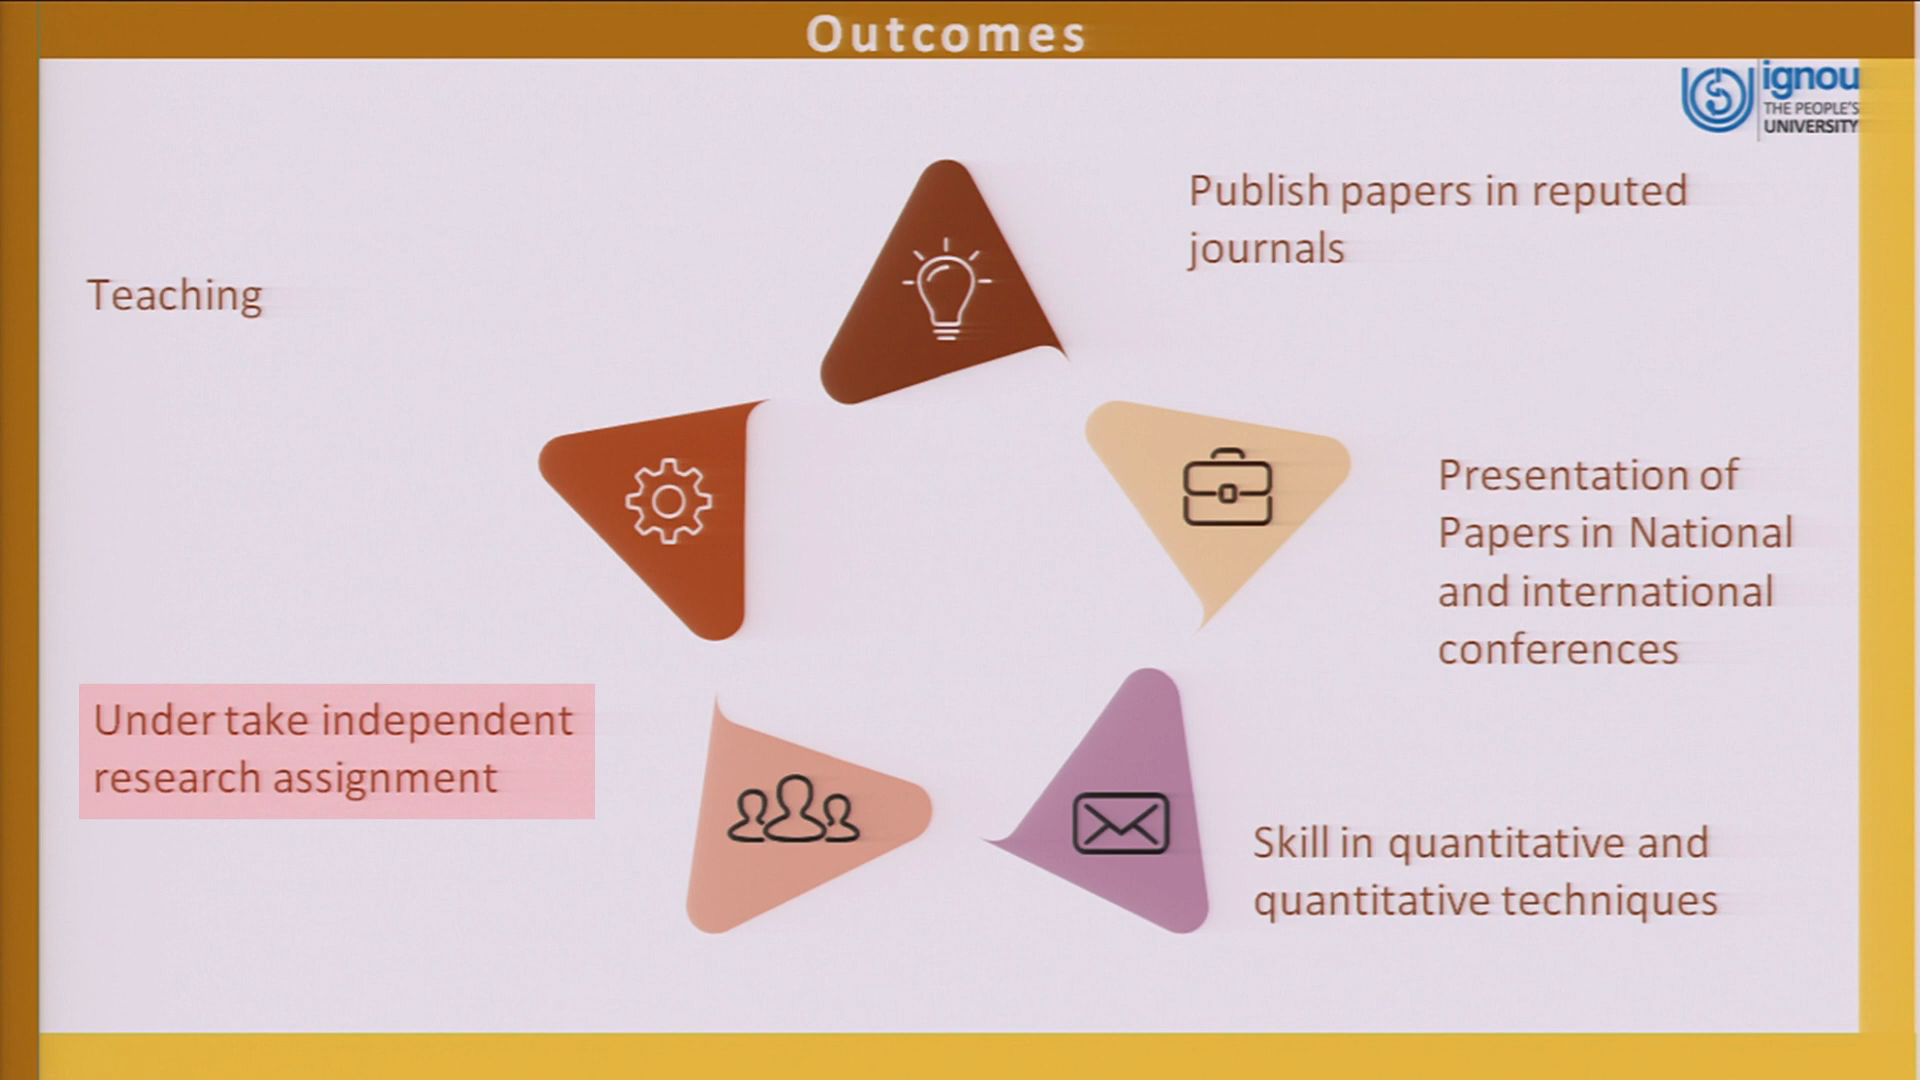 Outcomes
ignou
THE PEOPLE'S
UNIVERSITY
Publish papers in reputed
journals
Teaching
Presentation of
Papers in National
and international
conferences
Under take independent
research assignment
Skill in quantitative and
quantitative techniques